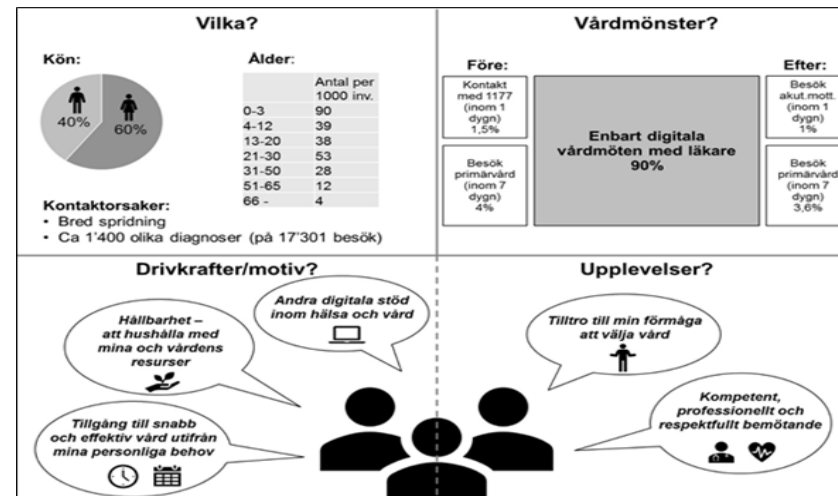 Vilka?
Kön:
40%
60%
Ålder:
Antal per
1000 inv.
0-3 90
4-12 39
13-20 38
21-30 53
31-50 28
51-65 12
66 - 4
Kontaktorsaker:
• Bred spridning
• Ca 1'400 olika diagnoser (på 17'301 besök)
Vårdmönster?
Före:
Kontakt
med 1177
(inom 1
dygn)
1,5%
Besök
primärvård
(inom 7
dygn)
4%
Enbart digitala
vårdmöten med läkare
90%
Efter:
Besök
akut.mott.
(inom 1
dygn)
1%
Besök
primärvård
(inom 7
dygn)
3,6%
Drivkrafter/motiv?
Hållbarhet –
att hushålla med
mina och vårdens
resurser
Andra digitala stöd
inom hälsa och vård
Tillgång till snabb
och effektiv vård utifrån
mina personliga behov
Upplevelser?
Tilltro till min förmåga
att välja vård
Kompetent,
professionellt och
respektfullt bemötande